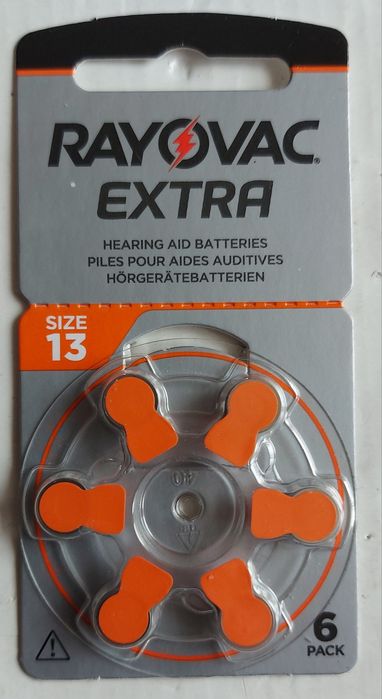 RAYOVAC
EXTRA
HEARING AID BATTERIES
PILES POUR AIDES AUDITIVES
HÖRGERÄTEBATTERIEN
SIZE
13
6
PACK